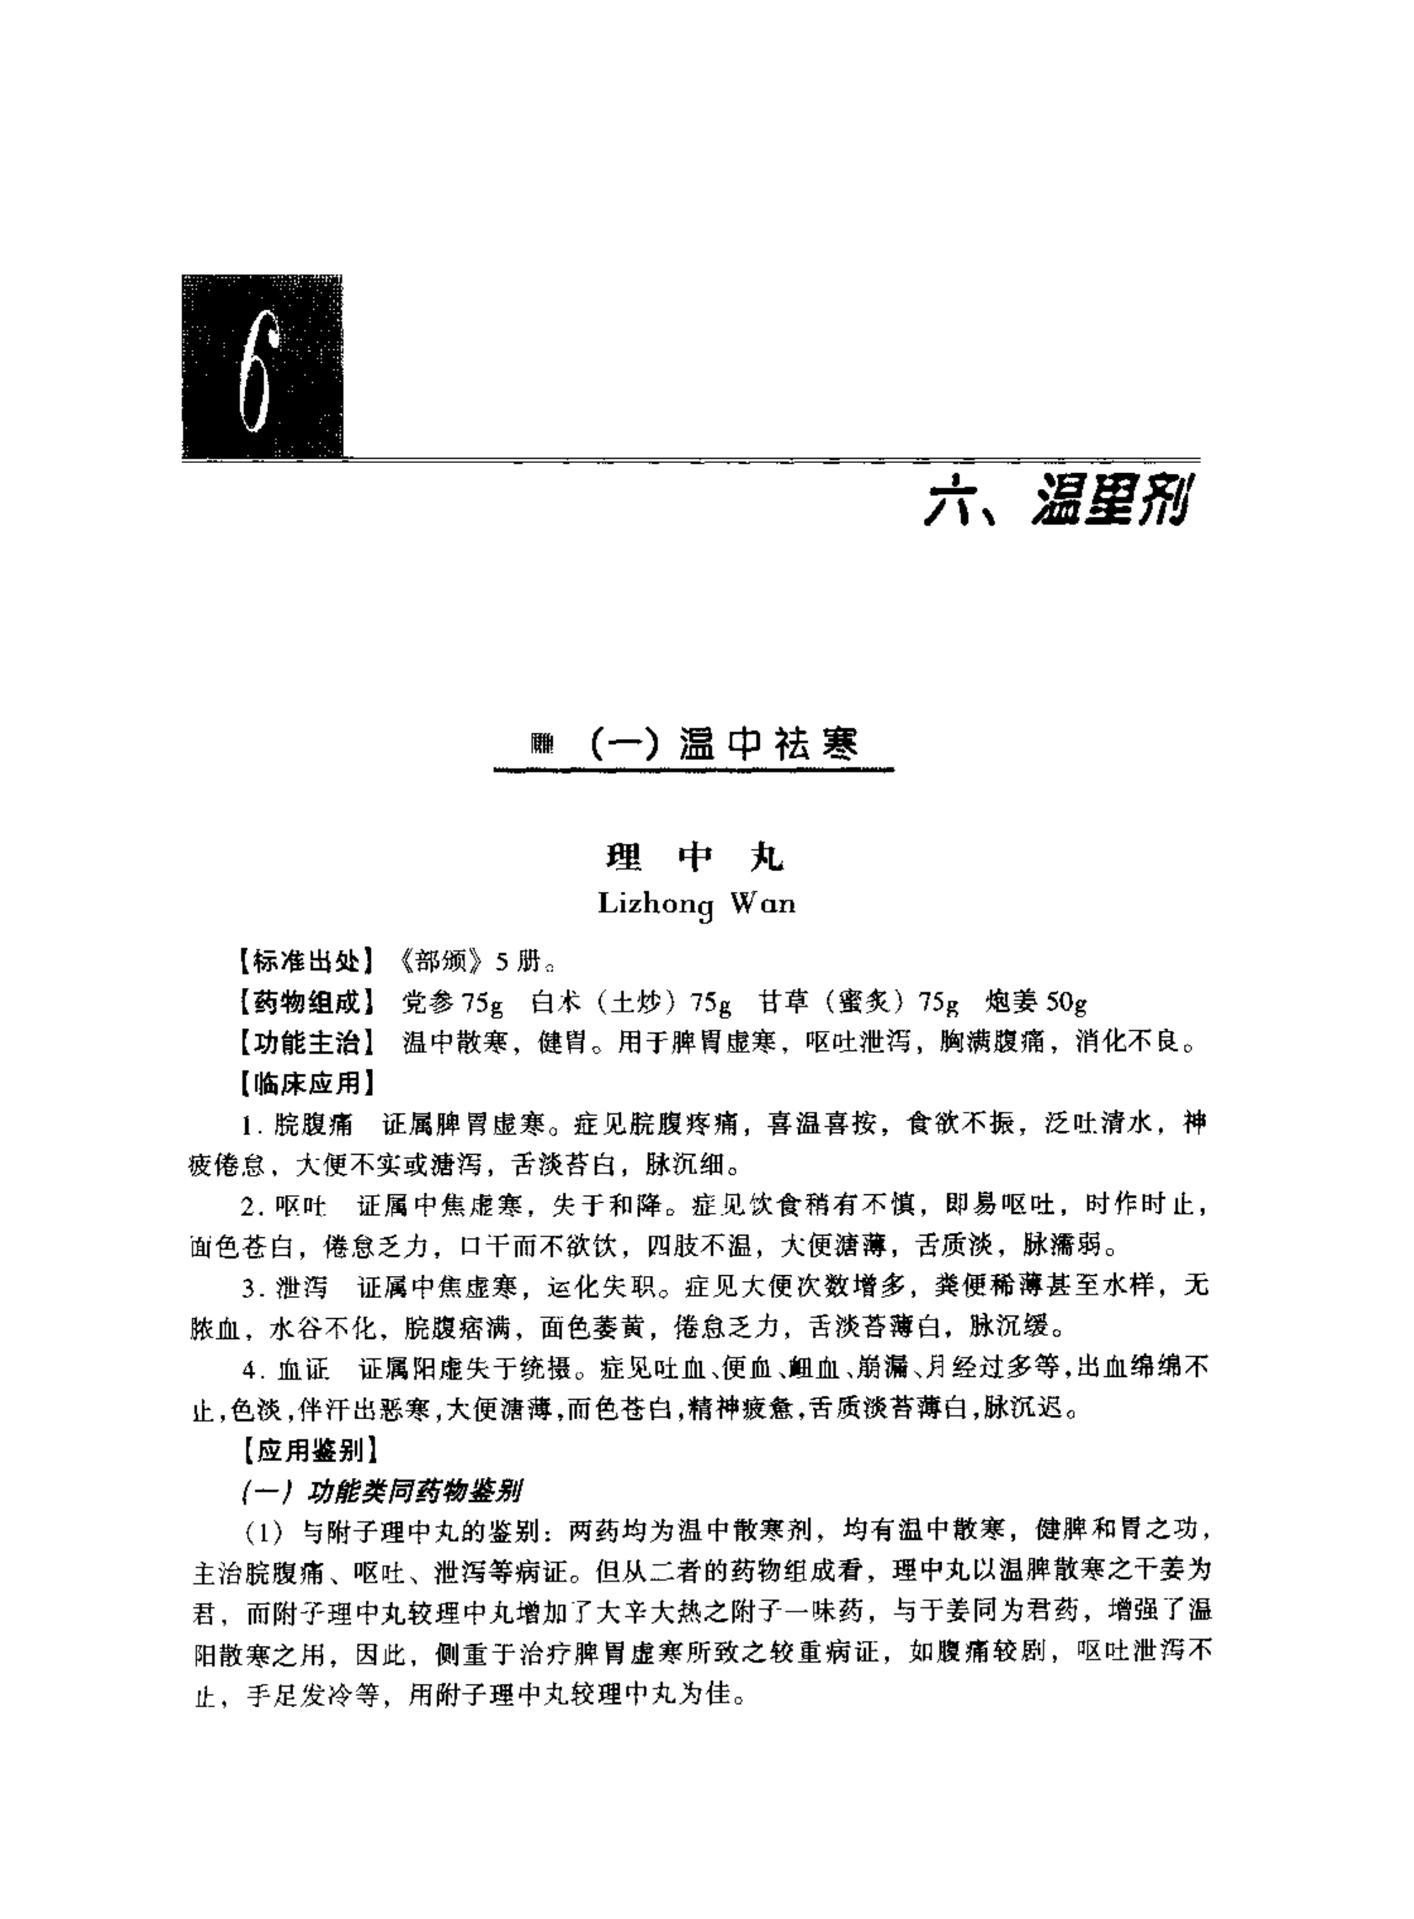 6
六、温里剂
(一)温中祛寒
理中丸
Lizhong Wan
【标准出处】《部颁》5 册。
【药物组成】 党参 75g 白术（土炒）75g 甘草（蜜炙）75g 炮姜 50g
【功能主治】 温中散寒，健胃。用于脾胃虚寒，呕吐泄泻，胸满腹痛，消化不良。
【临床应用】
1. 脘腹痛 证属脾胃虚寒。症见脘腹疼痛，喜温喜按，食欲不振，泛吐清水，神
疲倦怠，大便不实或溏泻，舌淡苔白，脉沉细。
2. 呕吐 证属中焦虚寒，失于和降。症见饮食稍有不慎，即易呕吐，时作时止，
面色苍白，倦怠乏力，口干而不欲饮，四肢不温，大便溏薄，舌质淡，脉濡弱。
3. 泄泻 证属中焦虚寒，运化失职。症见大便次数增多，粪便稀薄甚至水样，无
脓血，水谷不化，脘腹痞满，面色萎黄，倦怠乏力，舌淡苔薄白，脉沉缓。
4. 血证 证属阳虚失于统摄。症见吐血、便血、衄血、崩漏、月经过多等，出血绵绵不
止，色淡，伴汗出恶寒，大便溏薄，面色苍白，精神疲惫，舌质淡苔薄白，脉沉迟。
【应用鉴别】
(一) 功能类同药物鉴别
(1) 与附子理中丸的鉴别：两药均为温中散寒剂，均有温中散寒，健脾和胃之功，
主治脘腹痛、呕吐、泄泻等病证。但从二者的药物组成看，理中丸以温脾散寒之干姜为
君，而附子理中丸较理中丸增加了大辛大热之附子一味药，与干姜同为君药，增强了温
阳散寒之用，因此，侧重于治疗脾胃虚寒所致之较重病证，如腹痛较剧，呕吐泄泻不
止，手足发冷等，用附子理中丸较理中丸为佳。